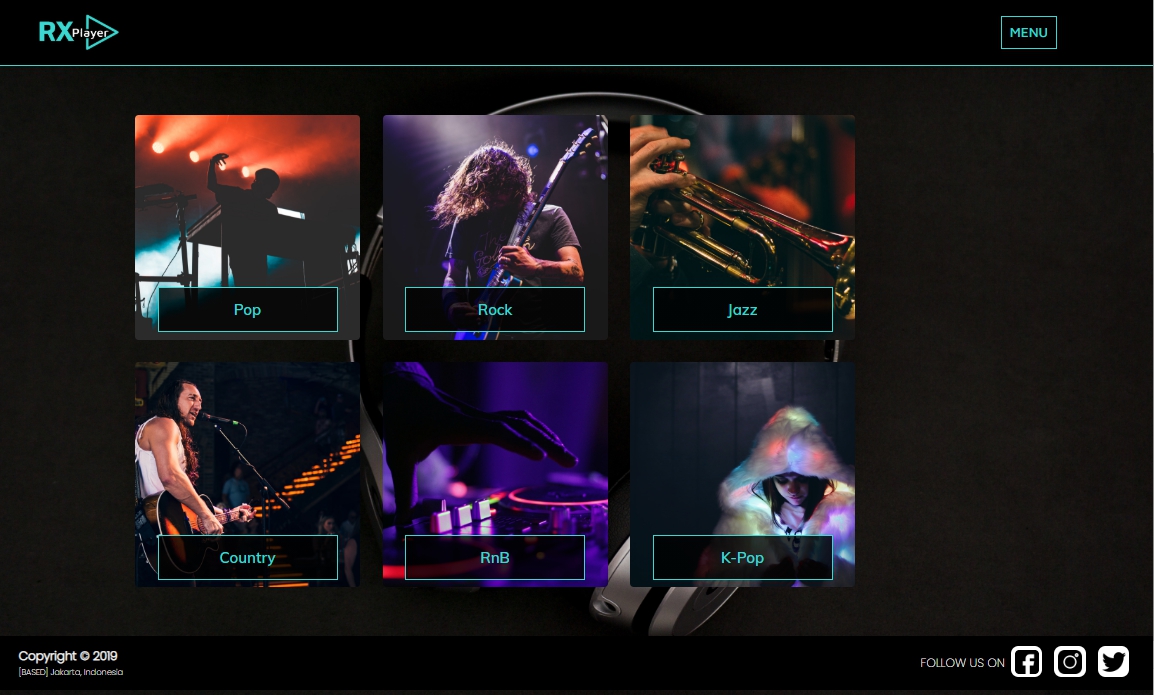 RX Player
MENU
Pop
Rock
Jazz
Country
RnB
K-Pop
Copyright © 2019
[BASED] Jakarta, Indonesia
FOLLOW US ON